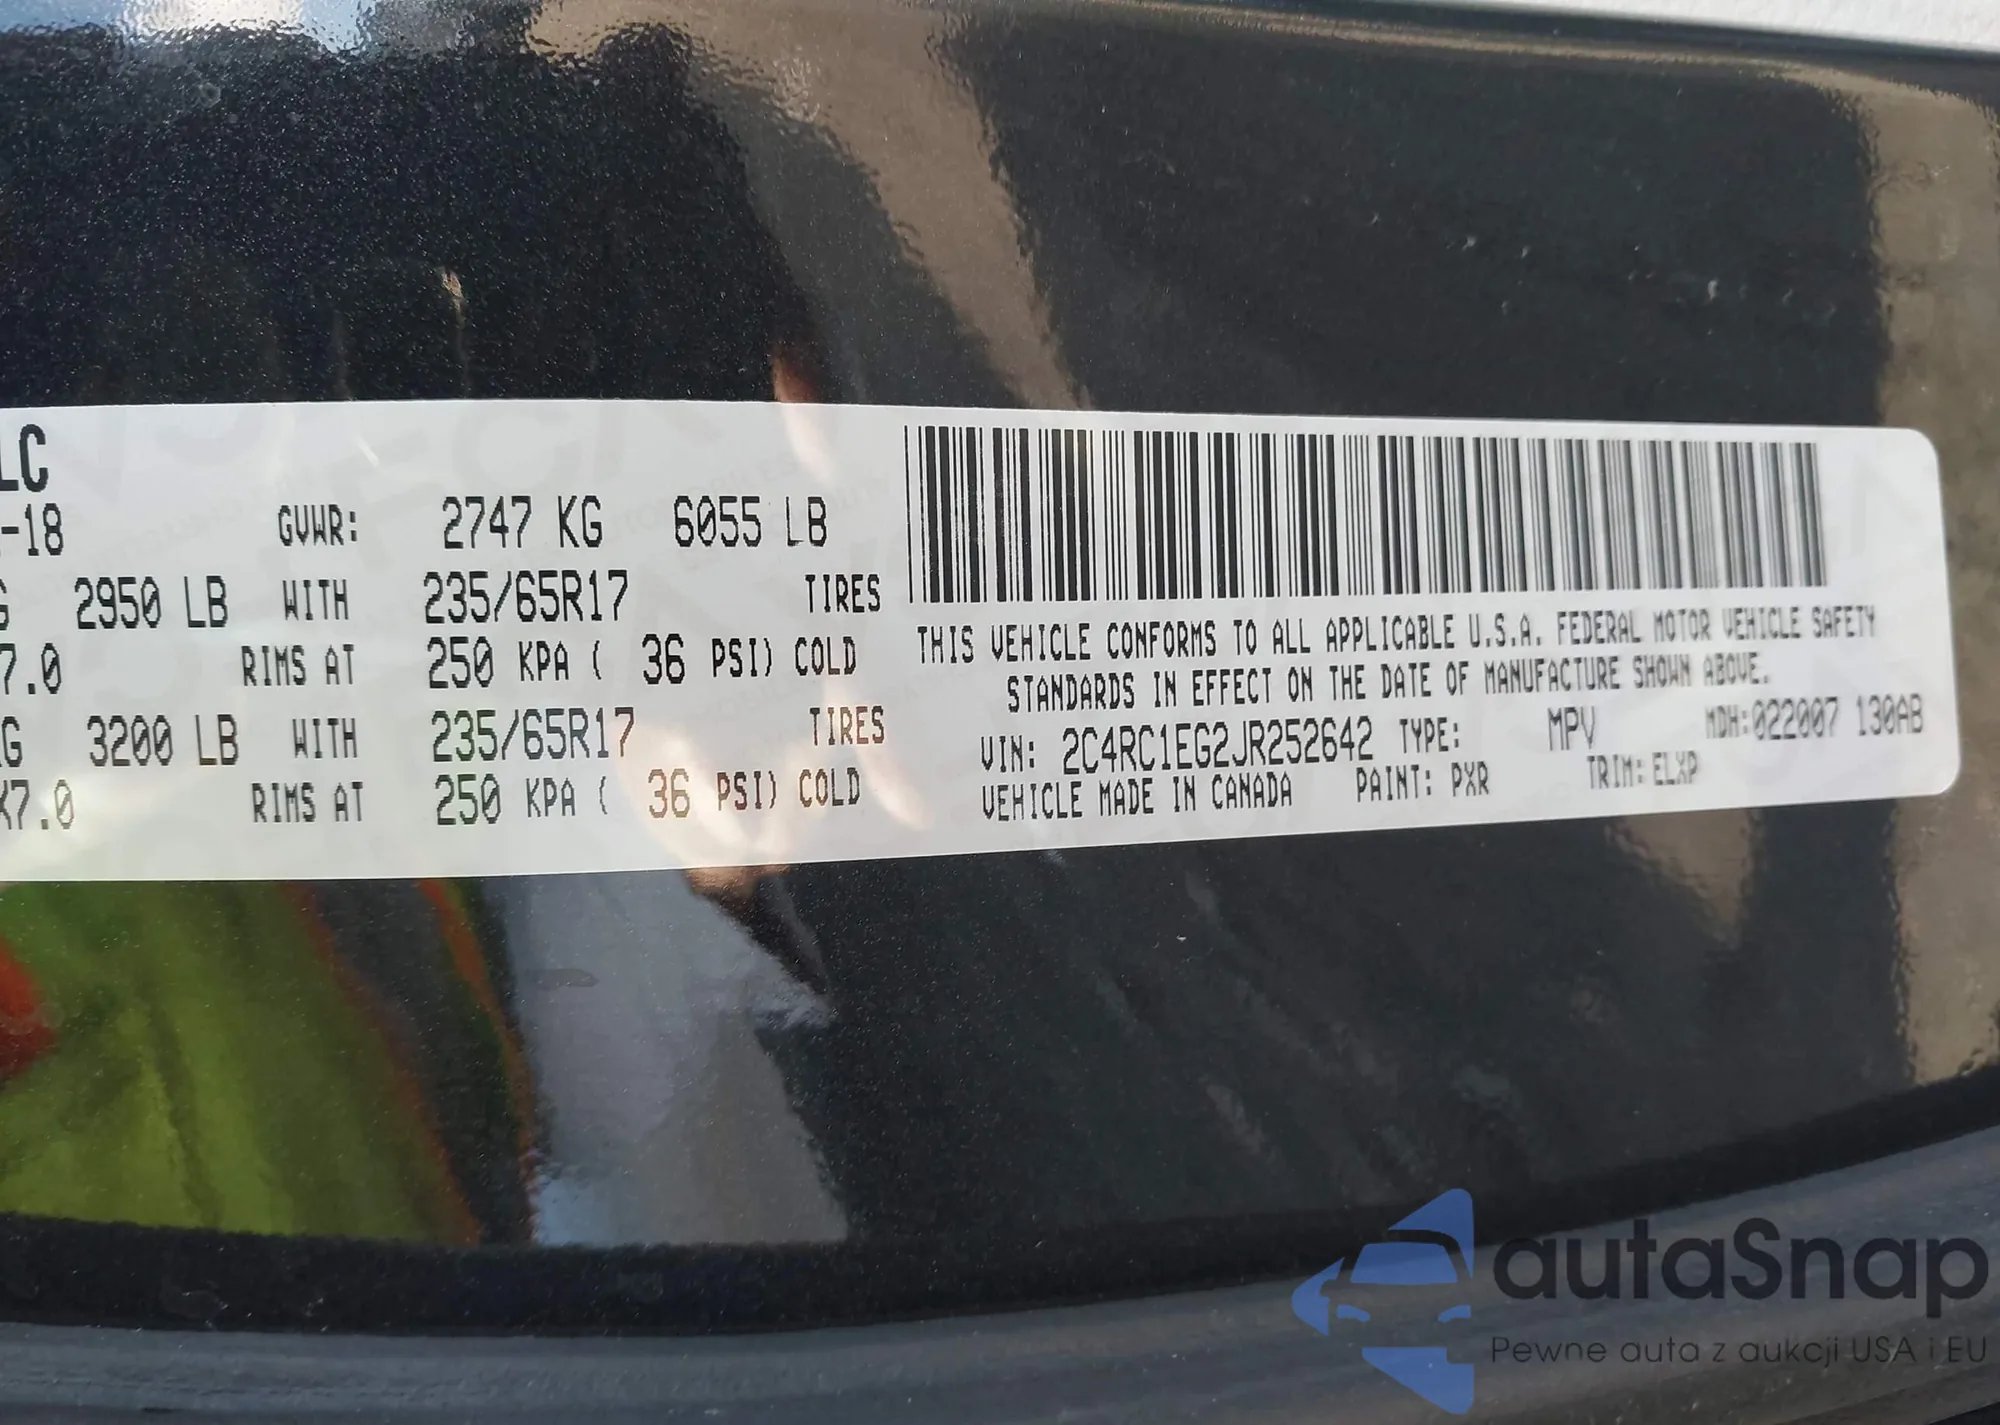 LC
-18 GVWR: 2747 KG 6055 LB
G 2950 LB WITH 235/65R17 TIRES
7.0 RIMS AT 250 KPA ( 36 PSI) COLD
KG 3200 LB WITH 235/65R17 TIRES
X7.0 RIMS AT 250 KPA ( 36 PSI) COLD
THIS VEHICLE CONFORMS TO ALL APPLICABLE U.S.A. FEDERAL MOTOR VEHICLE SAFETY
STANDARDS IN EFFECT ON THE DATE OF MANUFACTURE SHOWN ABOVE.
VIN: 2C4RC1EG2JR252642 TYPE: MPV MDH:022007 130AB
VEHICLE MADE IN CANADA PAINT: PXR TRIM: ELXP
autaSnap
Pewne auta z aukcji USA i EU